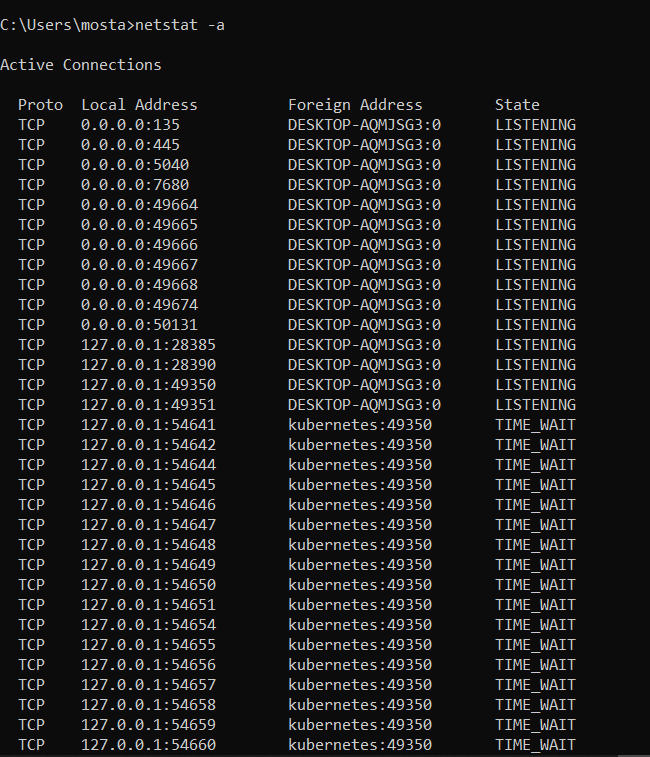 C:\Users\mosta>netstat -a
Active Connections
Proto  Local Address          Foreign Address        State
TCP    0.0.0.0:135            DESKTOP-AQMJSG3:0      LISTENING
TCP    0.0.0.0:445            DESKTOP-AQMJSG3:0      LISTENING
TCP    0.0.0.0:5040           DESKTOP-AQMJSG3:0      LISTENING
TCP    0.0.0.0:7680           DESKTOP-AQMJSG3:0      LISTENING
TCP    0.0.0.0:49664          DESKTOP-AQMJSG3:0      LISTENING
TCP    0.0.0.0:49665          DESKTOP-AQMJSG3:0      LISTENING
TCP    0.0.0.0:49666          DESKTOP-AQMJSG3:0      LISTENING
TCP    0.0.0.0:49667          DESKTOP-AQMJSG3:0      LISTENING
TCP    0.0.0.0:49668          DESKTOP-AQMJSG3:0      LISTENING
TCP    0.0.0.0:49674          DESKTOP-AQMJSG3:0      LISTENING
TCP    0.0.0.0:50131          DESKTOP-AQMJSG3:0      LISTENING
TCP    127.0.0.1:28385        DESKTOP-AQMJSG3:0      LISTENING
TCP    127.0.0.1:28390        DESKTOP-AQMJSG3:0      LISTENING
TCP    127.0.0.1:49350        DESKTOP-AQMJSG3:0      LISTENING
TCP    127.0.0.1:49351        DESKTOP-AQMJSG3:0      LISTENING
TCP    127.0.0.1:54641        kubernetes:49350       TIME_WAIT
TCP    127.0.0.1:54642        kubernetes:49350       TIME_WAIT
TCP    127.0.0.1:54644        kubernetes:49350       TIME_WAIT
TCP    127.0.0.1:54645        kubernetes:49350       TIME_WAIT
TCP    127.0.0.1:54646        kubernetes:49350       TIME_WAIT
TCP    127.0.0.1:54647        kubernetes:49350       TIME_WAIT
TCP    127.0.0.1:54648        kubernetes:49350       TIME_WAIT
TCP    127.0.0.1:54649        kubernetes:49350       TIME_WAIT
TCP    127.0.0.1:54650        kubernetes:49350       TIME_WAIT
TCP    127.0.0.1:54651        kubernetes:49350       TIME_WAIT
TCP    127.0.0.1:54654        kubernetes:49350       TIME_WAIT
TCP    127.0.0.1:54655        kubernetes:49350       TIME_WAIT
TCP    127.0.0.1:54656        kubernetes:49350       TIME_WAIT
TCP    127.0.0.1:54657        kubernetes:49350       TIME_WAIT
TCP    127.0.0.1:54658        kubernetes:49350       TIME_WAIT
TCP    127.0.0.1:54659        kubernetes:49350       TIME_WAIT
TCP    127.0.0.1:54660        kubernetes:49350       TIME_WAIT